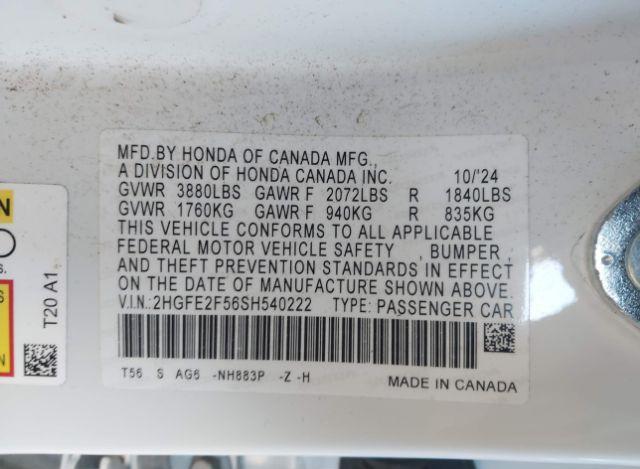 MFD.BY HONDA OF CANADA MFG.,
A DIVISION OF HONDA CANADA INC. 10/'24
GVWR 3880LBS GAWR F 2072LBS R 1840LBS
GVWR 1760KG GAWR F 940KG R 835KG
THIS VEHICLE CONFORMS TO ALL APPLICABLE
FEDERAL MOTOR VEHICLE SAFETY , BUMPER ,
AND THEFT PREVENTION STANDARDS IN EFFECT
ON THE DATE OF MANUFACTURE SHOWN ABOVE.
V.I.N:2HGFE2F56SH540222 TYPE: PASSENGER CAR
T56 S AG6 -NH883P -Z -H
MADE IN CANADA
T20 A1